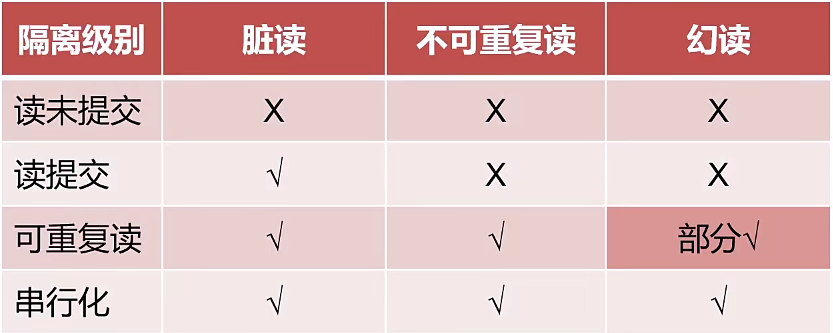 隔离级别 脏读 不可重复读 幻读
读未提交 X X X
读提交 √ X X
可重复读 √ √ 部分√
串行化 √ √ √